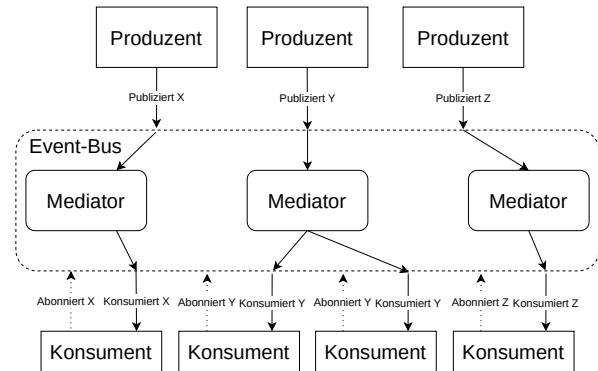 Produzent
Produzent
Produzent
Publiziert X
Publiziert Y
Publiziert Z
Event-Bus
Mediator
Mediator
Mediator
Abonniert X
Konsumiert X
Abonniert Y
Konsumiert Y
Abonniert Y
Konsumiert Y
Abonniert Z
Konsumiert Z
Konsument
Konsument
Konsument
Konsument